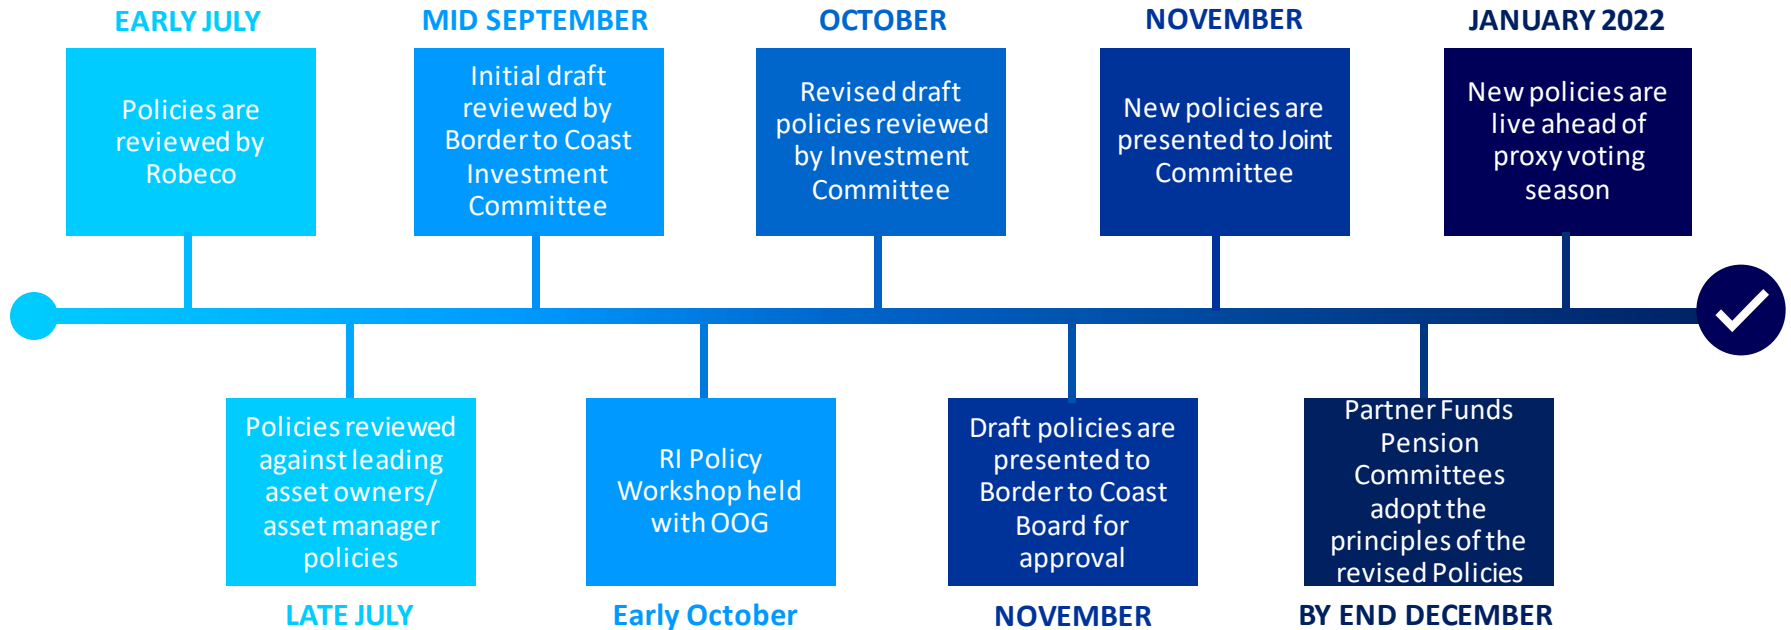 EARLY JULY
Policies are
reviewed by
Robeco
MID SEPTEMBER
Initial draft
reviewed by
Border to Coast
Investment
Committee
OCTOBER
Revised draft
policies reviewed
by Investment
Committee
NOVEMBER
New policies are
presented to Joint
Committee
JANUARY 2022
New policies are
live ahead of
proxy voting
season
Policies reviewed
against leading
asset owners/
asset manager
policies
LATE JULY
RI Policy
Workshop held
with OOG
Early October
Draft policies are
presented to
Border to Coast
Board for
approval
NOVEMBER
Partner Funds
Pension
Committees
adopt the
principles of the
revised Policies
BY END DECEMBER